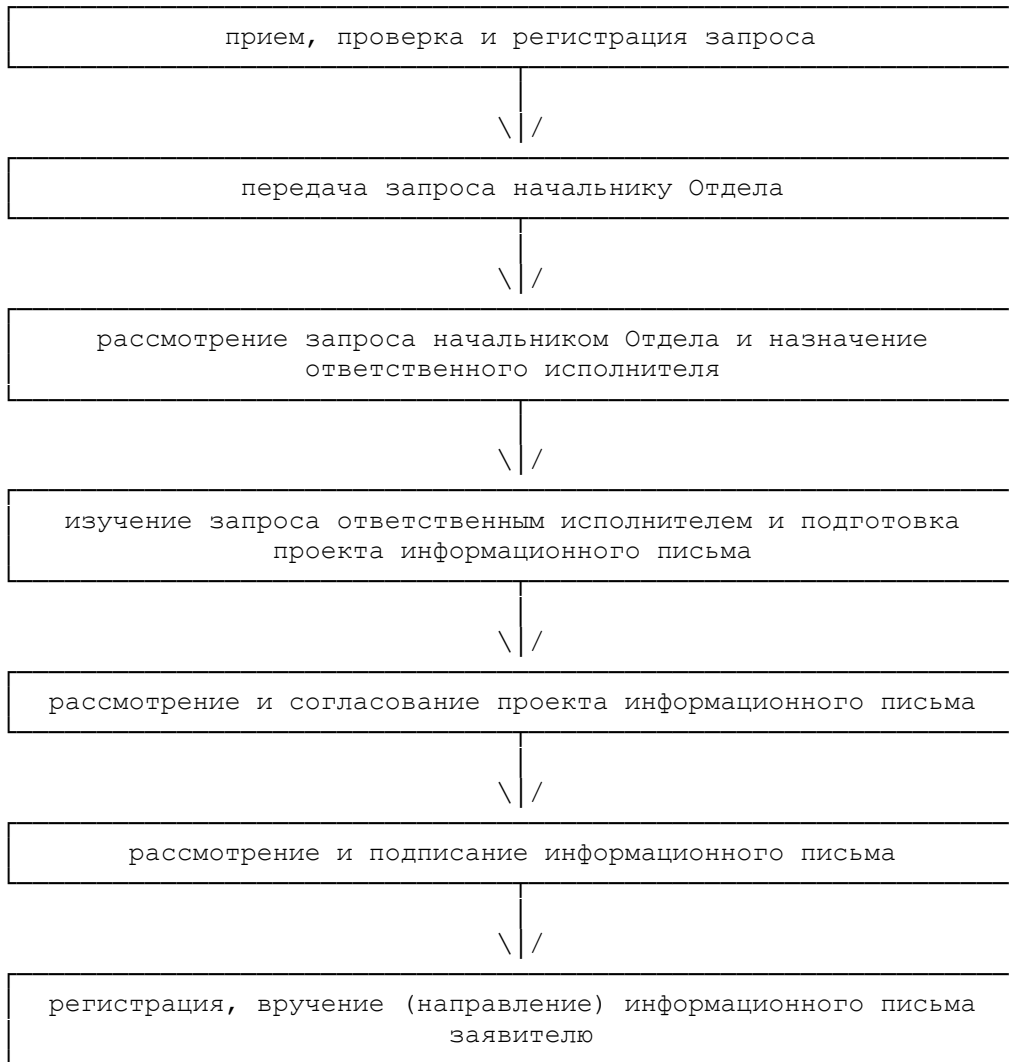 прием, проверка и регистрация запроса
передача запроса начальнику Отдела
рассмотрение запроса начальником Отдела и назначение
ответственного исполнителя
изучение запроса ответственным исполнителем и подготовка
проекта информационного письма
рассмотрение и согласование проекта информационного письма
рассмотрение и подписание информационного письма
регистрация, вручение (направление) информационного письма
заявителю